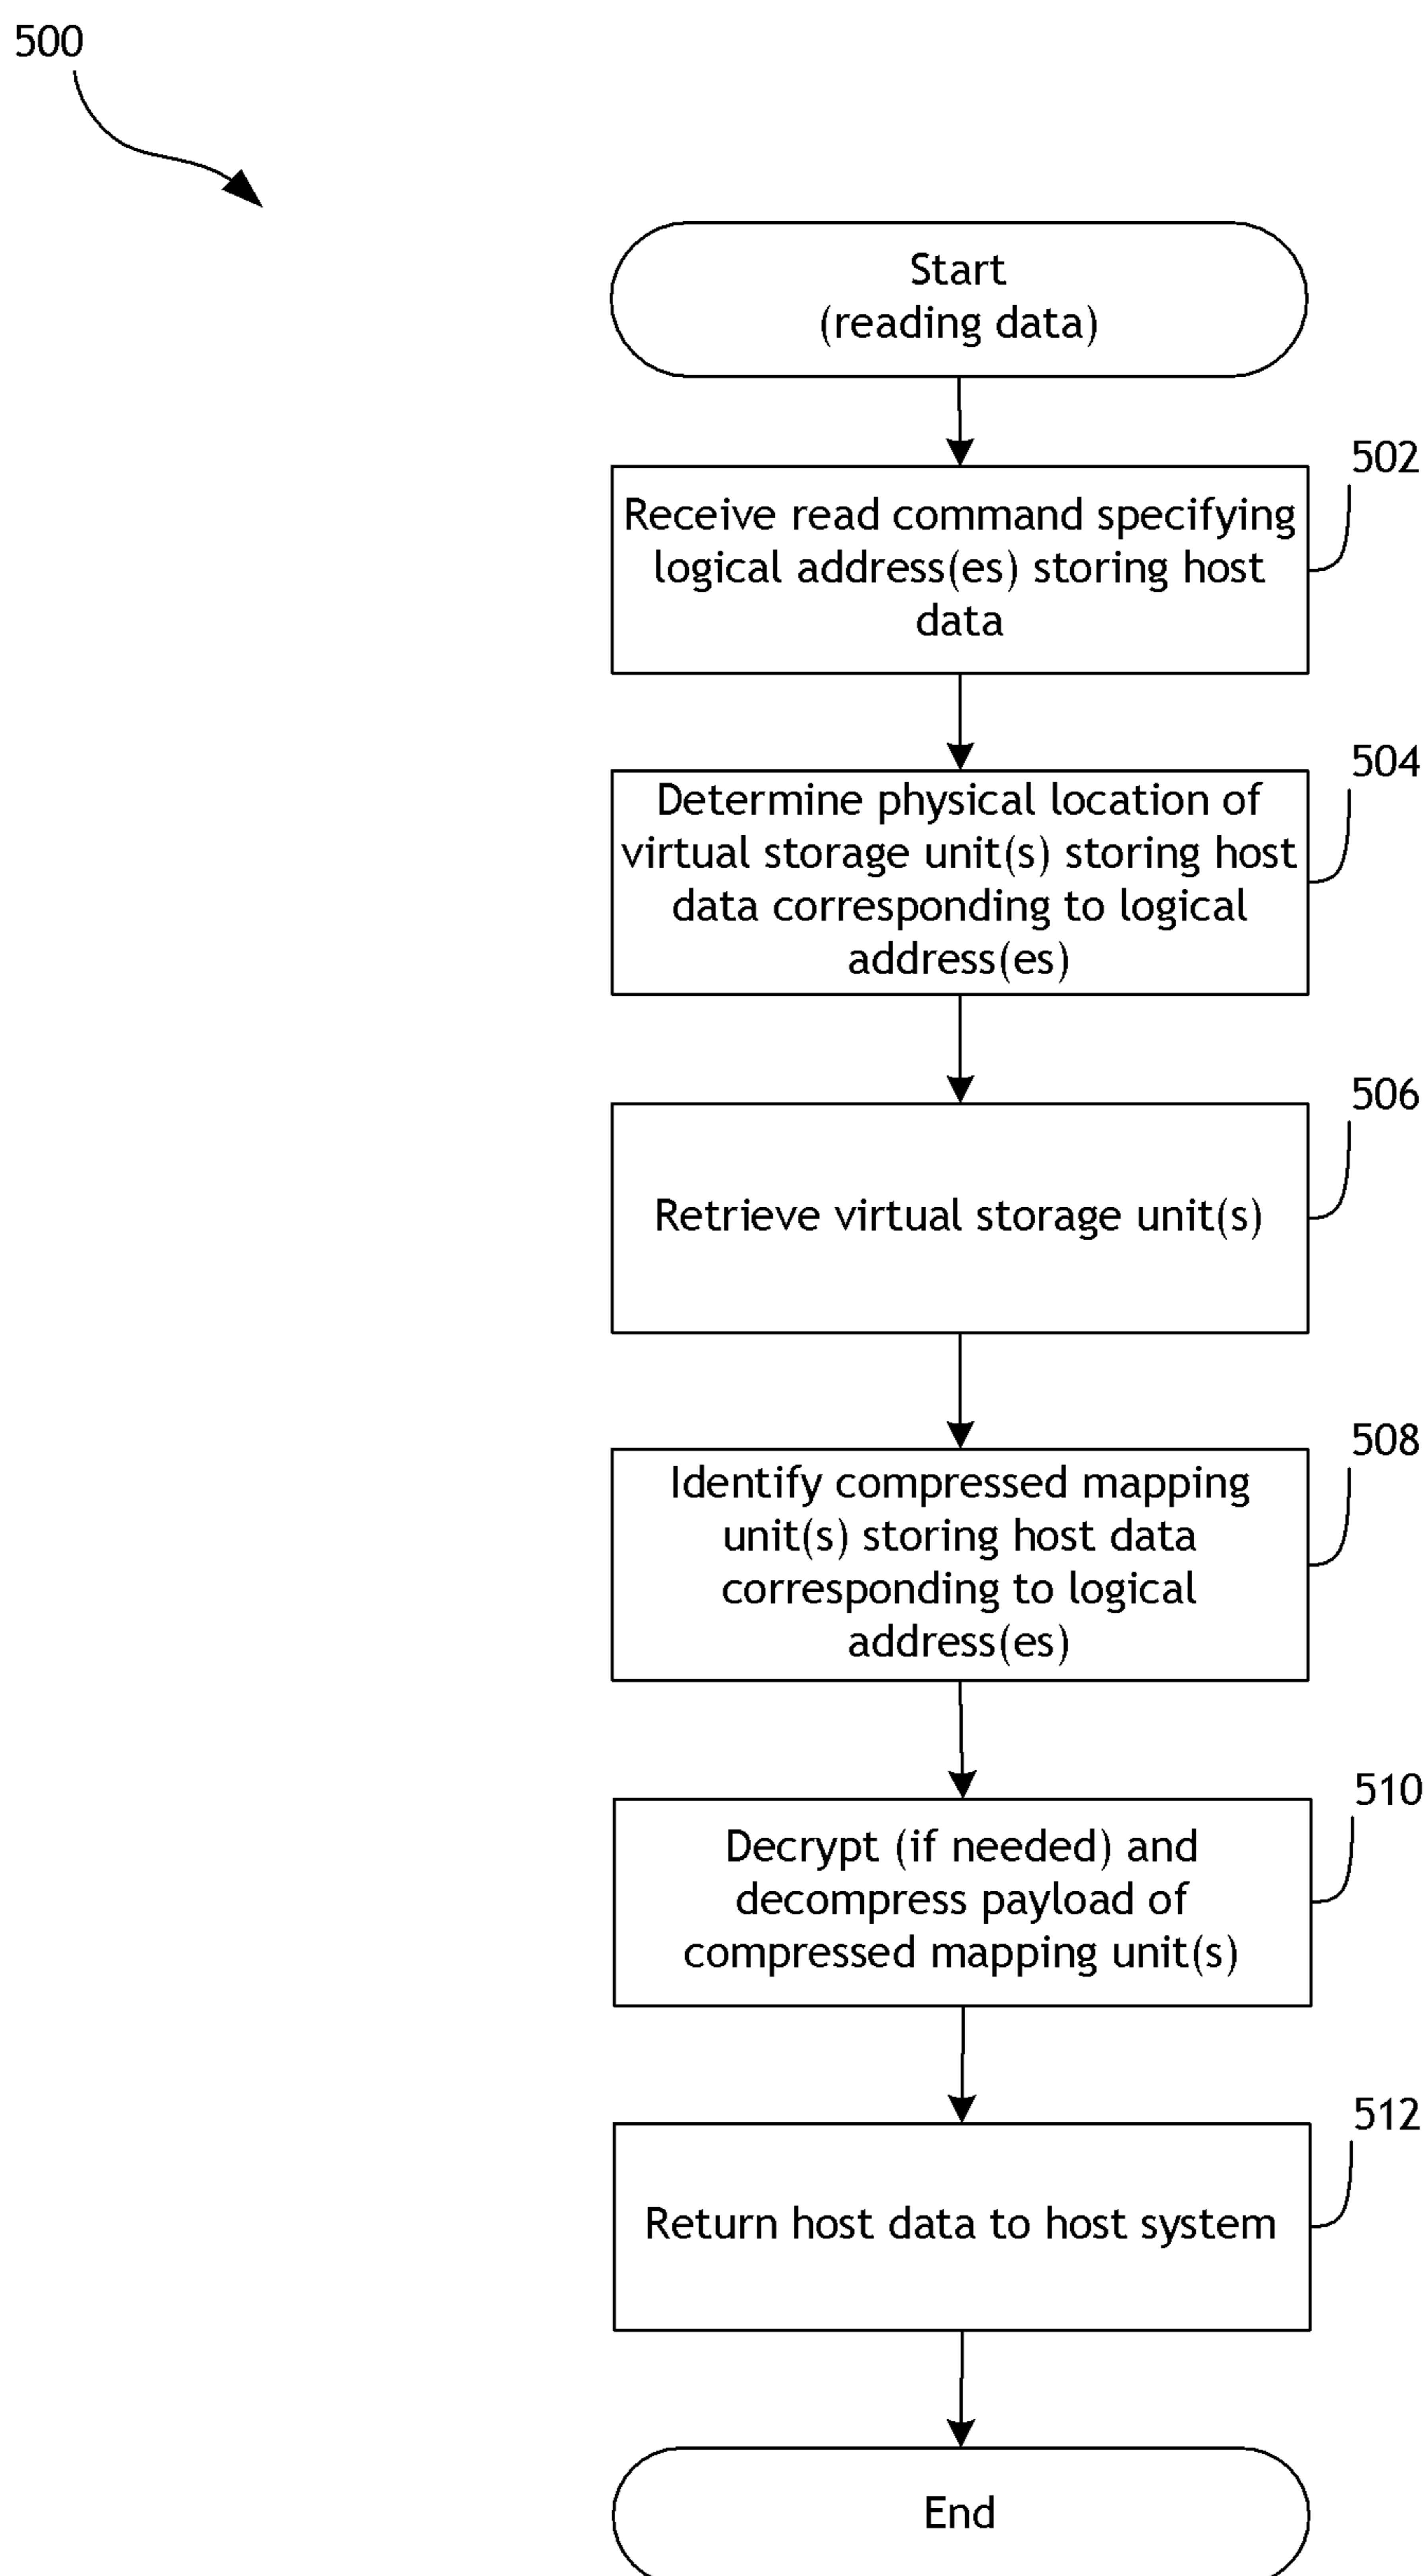 500
Start
(reading data)
502
Receive read command specifying
logical address(es) storing host
data
504
Determine physical location of
virtual storage unit(s) storing host
data corresponding to logical
address(es)
506
Retrieve virtual storage unit(s)
508
Identify compressed mapping
unit(s) storing host data
corresponding to logical
address(es)
510
Decrypt (if needed) and
decompress payload of
compressed mapping unit(s)
512
Return host data to host system
End